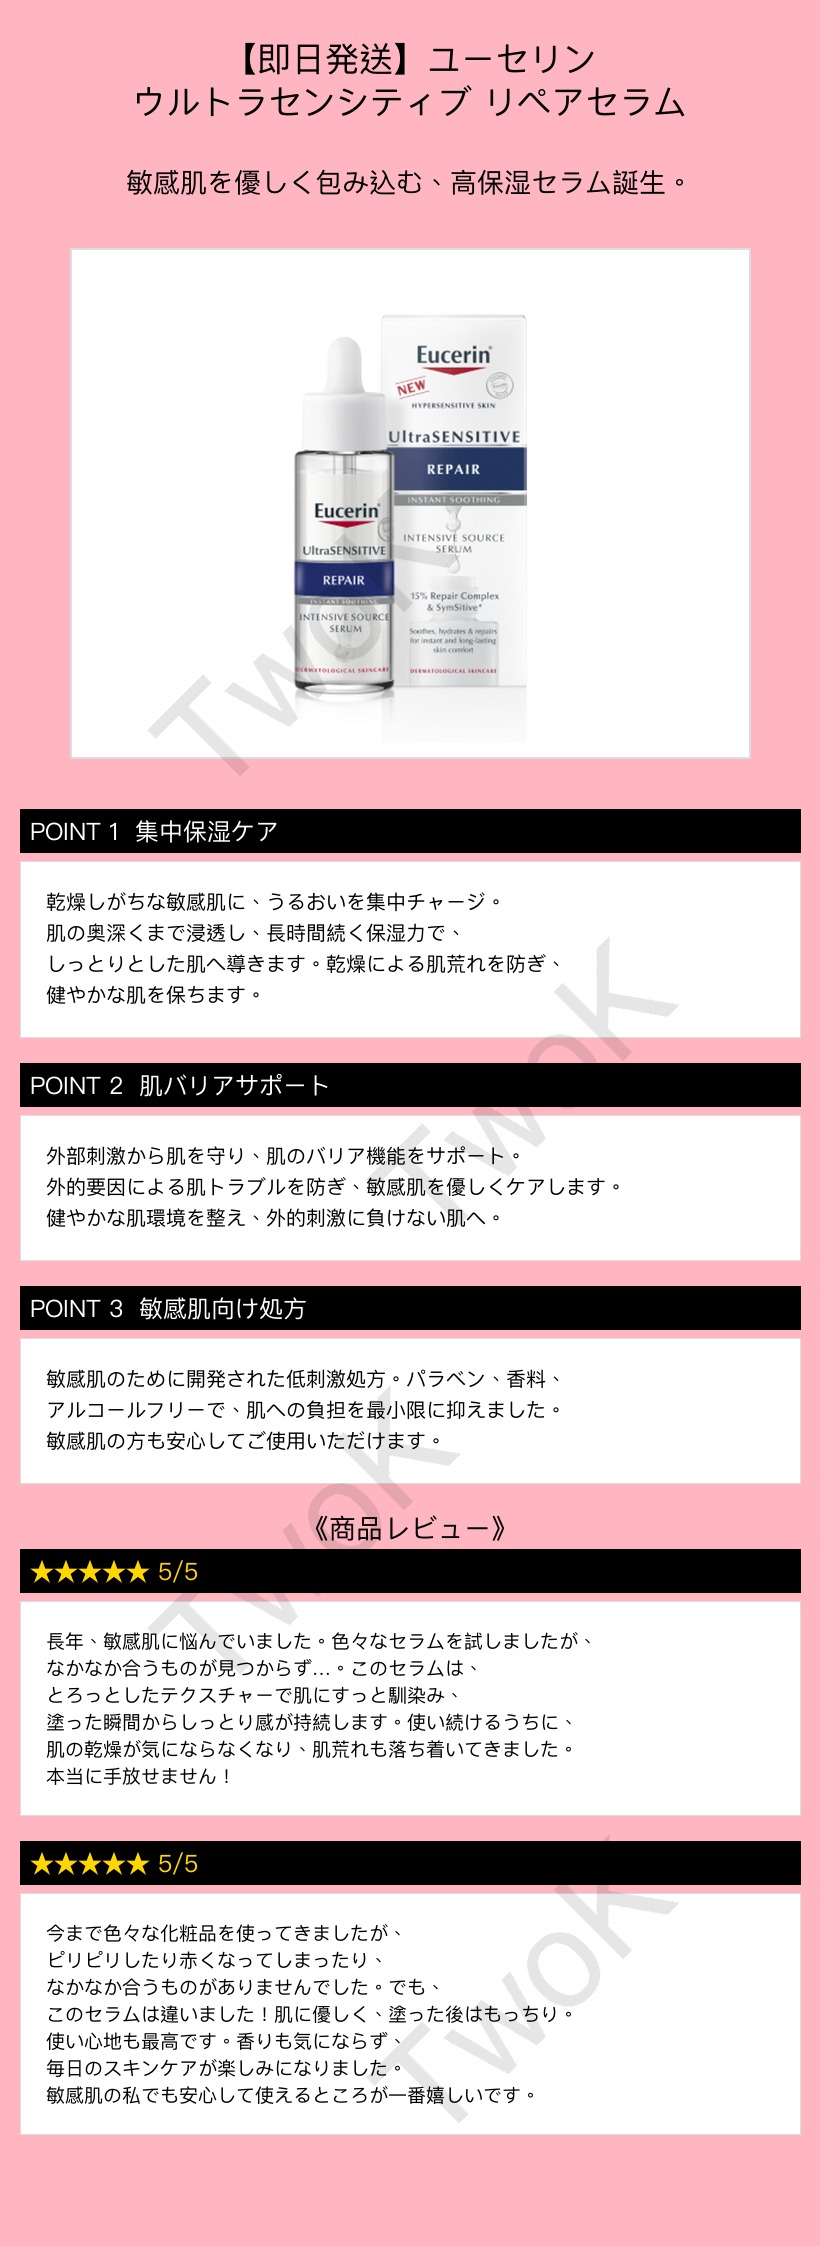 【即日発送】ユーセリン
ウルトラセンシティブ リペアセラム
敏感肌を優しく包み込む、高保湿セラム誕生。
Eucerin®
NEW
HYPERSENSITIVE SKIN
UltraSENSITIVE
REPAIR
INSTANT SOOTHING
INTENSIVE SOURCE
SERUM
15% Repair Complex
& SymSitive*
Soothes, hydrates & repairs
for instant and long-lasting
skin comfort
DERMATOLOGICAL SKINCARE
Eucerin®
UltraSENSITIVE
REPAIR
INSTANT SOOTHING
INTENSIVE SOURCE
SERUM
DERMATOLOGICAL SKINCARE
TwoK
POINT 1 集中保湿ケア
乾燥しがちな敏感肌に、うるおいを集中チャージ。
肌の奥深くまで浸透し、長時間続く保湿力で、
しっとりとした肌へ導きます。乾燥による肌荒れを防ぎ、
健やかな肌を保ちます。
TwoK
POINT 2 肌バリアサポート
外部刺激から肌を守り、肌のバリア機能をサポート。
外的要因による肌トラブルを防ぎ、敏感肌を優しくケアします。
健やかな肌環境を整え、外的刺激に負けない肌へ。
POINT 3 敏感肌向け処方
敏感肌のために開発された低刺激処方。パラベン、香料、
アルコールフリーで、肌への負担を最小限に抑えました。
敏感肌の方も安心してご使用いただけます。
TwoK
《商品レビュー》
★★★★★ 5/5
長年、敏感肌に悩んでいました。色々なセラムを試しましたが、
なかなか合うものが見つからず...。このセラムは、
とろっとしたテクスチャーで肌にすっと馴染み、
塗った瞬間からしっとり感が持続します。使い続けるうちに、
肌の乾燥が気にならなくなり、肌荒れも落ち着いてきました。
本当に手放せません！
★★★★★ 5/5
今まで色々な化粧品を使ってきましたが、
ピリピリしたり赤くなってしまったり、
なかなか合うものがありませんでした。でも、
このセラムは違いました！肌に優しく、塗った後はもっちり。
使い心地も最高です。香りも気にならず、
毎日のスキンケアが楽しみになりました。
敏感肌の私でも安心して使えるところが一番嬉しいです。
TwoK